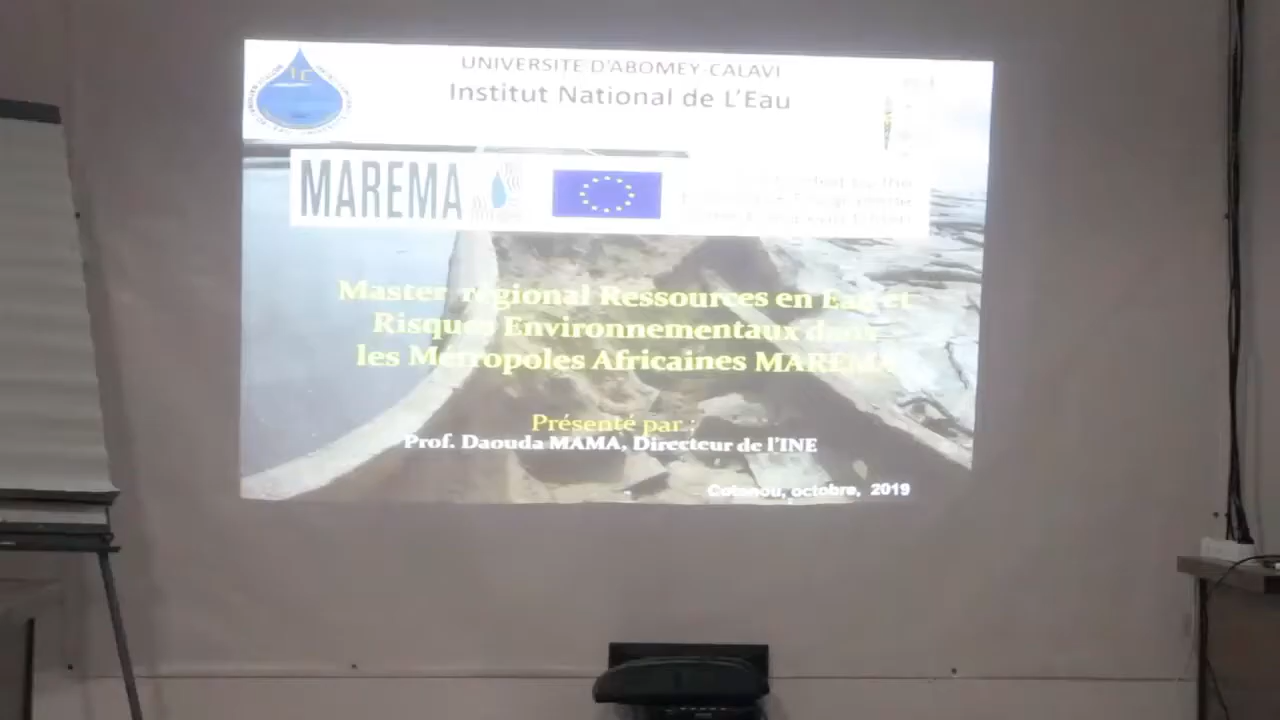 UNIVERSITE D'ABOMEY-CALAVI
Institut National de L'Eau
MAREMA
Master régional Ressources en Eau et
Risques Environnementaux dans
les Métropoles Africaines MAREMA
Présenté par :
Prof. Daouda MAMA, Directeur de l'INE
Cotonou, octobre, 2019